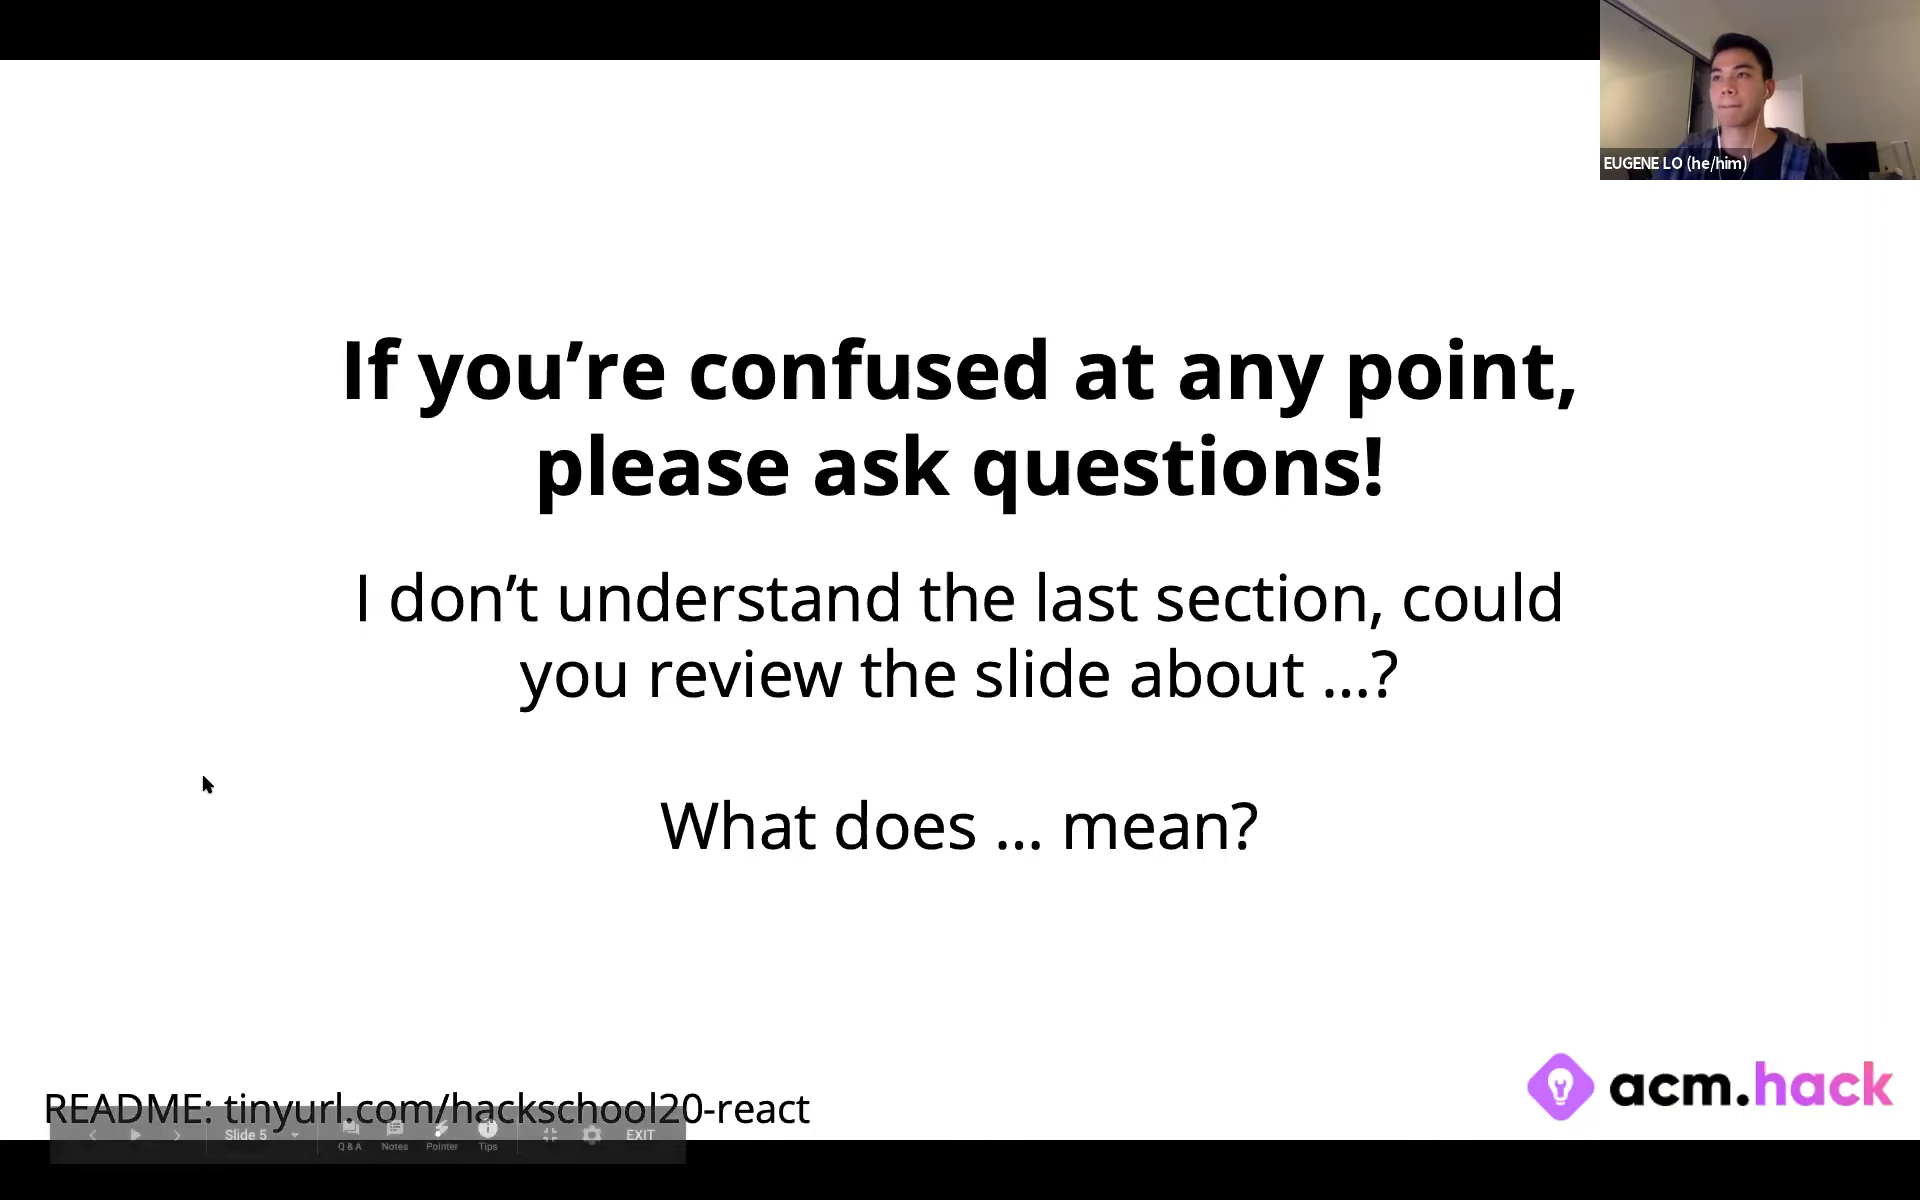 EUGENE LO (he/him)
If you’re confused at any point,
please ask questions!
I don’t understand the last section, could
you review the slide about ...?
What does ... mean?
README: tinyurl.com/hackschool20-react
acm.hack
Slide 5
Q & A
Notes
Pointer
Tips
EXIT